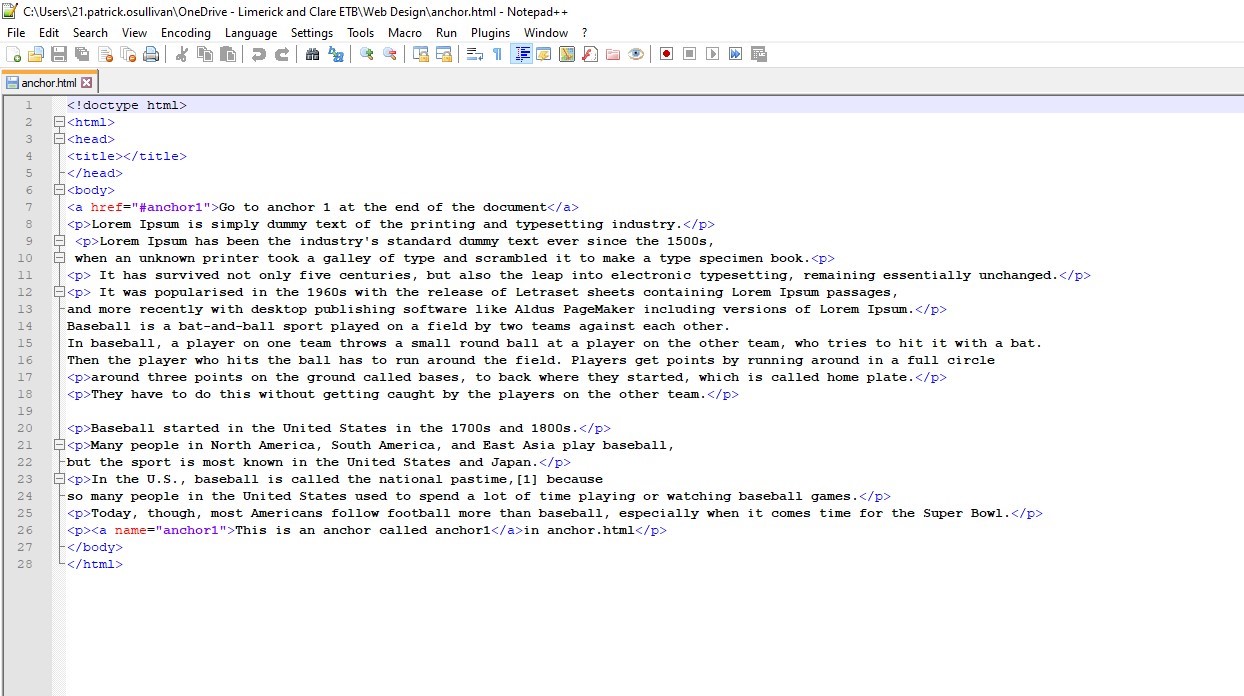 C:\Users\21.patrick.osullivan\OneDrive - Limerick and Clare ETB\Web Design\anchor.html - Notepad++
File Edit Search View Encoding Language Settings Tools Macro Run Plugins Window ?
anchor.html
1 <!doctype html>
2 <html>
3 <head>
4 <title></title>
5 </head>
6 <body>
7 <a href="#anchor1">Go to anchor 1 at the end of the document</a>
8 <p>Lorem Ipsum is simply dummy text of the printing and typesetting industry.</p>
9  <p>Lorem Ipsum has been the industry's standard dummy text ever since the 1500s,
10  when an unknown printer took a galley of type and scrambled it to make a type specimen book.<p>
11 <p> It has survived not only five centuries, but also the leap into electronic typesetting, remaining essentially unchanged.</p>
12 <p> It was popularised in the 1960s with the release of Letraset sheets containing Lorem Ipsum passages,
13 and more recently with desktop publishing software like Aldus PageMaker including versions of Lorem Ipsum.</p>
14 Baseball is a bat-and-ball sport played on a field by two teams against each other.
15 In baseball, a player on one team throws a small round ball at a player on the other team, who tries to hit it with a bat.
16 Then the player who hits the ball has to run around the field. Players get points by running around in a full circle
17 <p>around three points on the ground called bases, to back where they started, which is called home plate.</p>
18 <p>They have to do this without getting caught by the players on the other team.</p>
19
20 <p>Baseball started in the United States in the 1700s and 1800s.</p>
21 <p>Many people in North America, South America, and East Asia play baseball,
22 but the sport is most known in the United States and Japan.</p>
23 <p>In the U.S., baseball is called the national pastime,[1] because
24 so many people in the United States used to spend a lot of time playing or watching baseball games.</p>
25 <p>Today, though, most Americans follow football more than baseball, especially when it comes time for the Super Bowl.</p>
26 <p><a name="anchor1">This is an anchor called anchor1</a>in anchor.html</p>
27 </body>
28 </html>